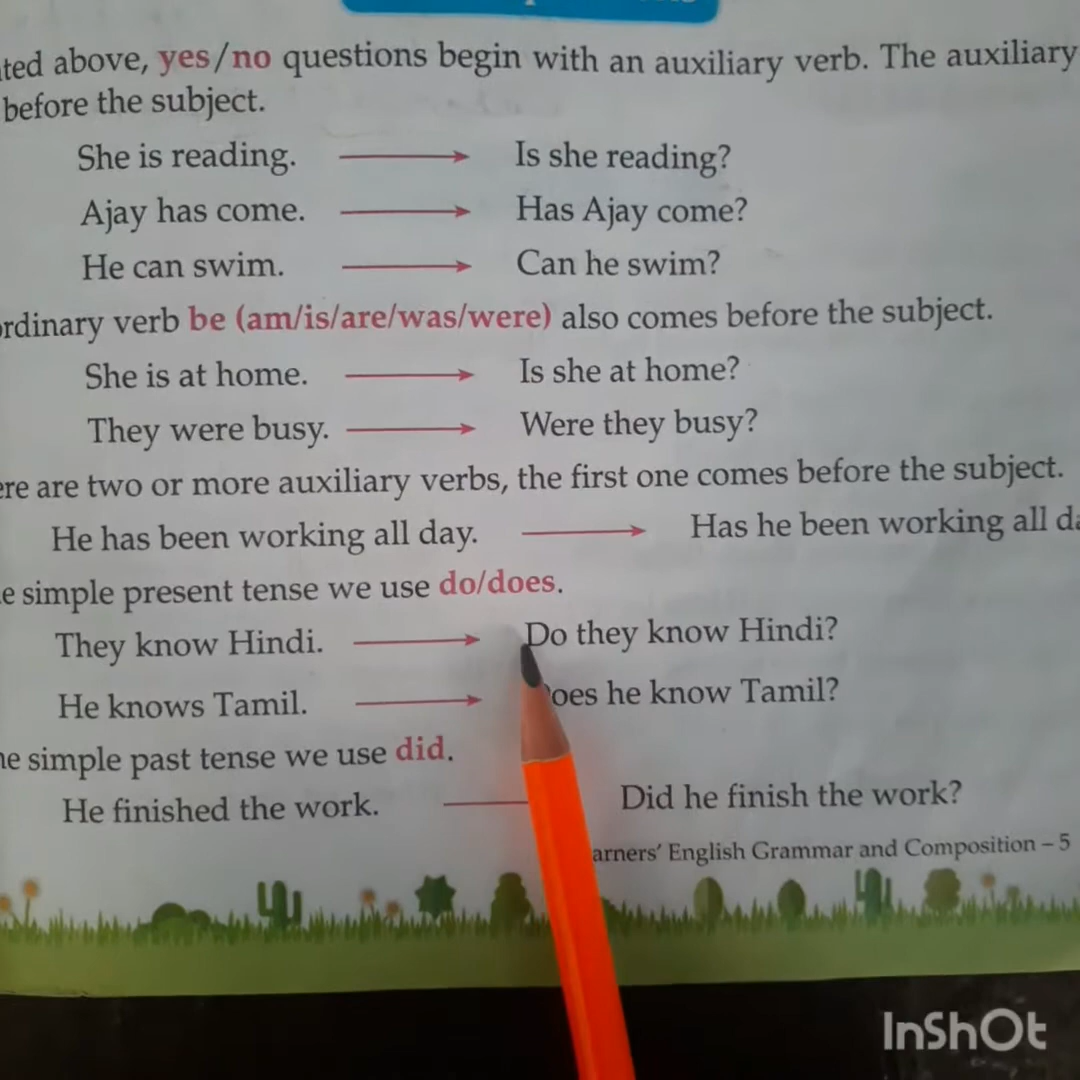 ted above, yes/no questions begin with an auxiliary verb. The auxiliary
before the subject.
She is reading. Is she reading?
Ajay has come. Has Ajay come?
He can swim. Can he swim?
rdinary verb be (am/is/are/was/were) also comes before the subject.
She is at home. Is she at home?
They were busy. Were they busy?
ere are two or more auxiliary verbs, the first one comes before the subject.
He has been working all day. Has he been working all da
e simple present tense we use do/does.
They know Hindi. Do they know Hindi?
He knows Tamil. oes he know Tamil?
he simple past tense we use did.
He finished the work. Did he finish the work?
arners' English Grammar and Composition – 5
InShOt